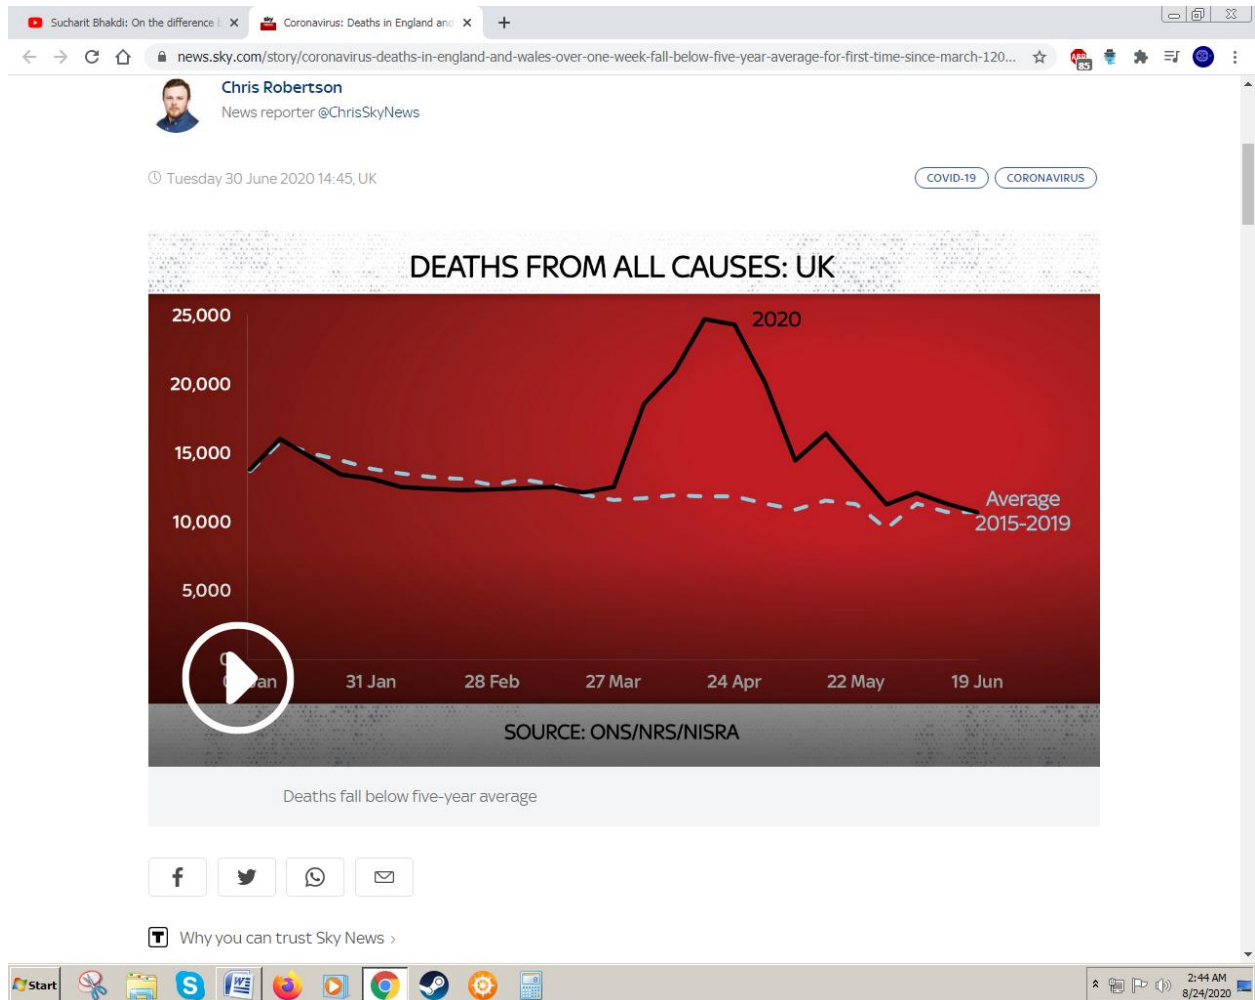 Sucharit Bhakdi: On the difference b
Coronavirus: Deaths in England and
news.sky.com/story/coronavirus-deaths-in-england-and-wales-over-one-week-fall-below-five-year-average-for-first-time-since-march-120...
ABP
85
Chris Robertson
News reporter @ChrisSkyNews
Tuesday 30 June 2020 14:45, UK
COVID-19
CORONAVIRUS
DEATHS FROM ALL CAUSES: UK
25,000
2020
20,000
15,000
Average
2015-2019
10,000
5,000
0
31 Jan
28 Feb
27 Mar
24 Apr
22 May
19 Jun
SOURCE: ONS/NRS/NISRA
Deaths fall below five-year average
T
Why you can trust Sky News
Start
2:44 AM
8/24/2020